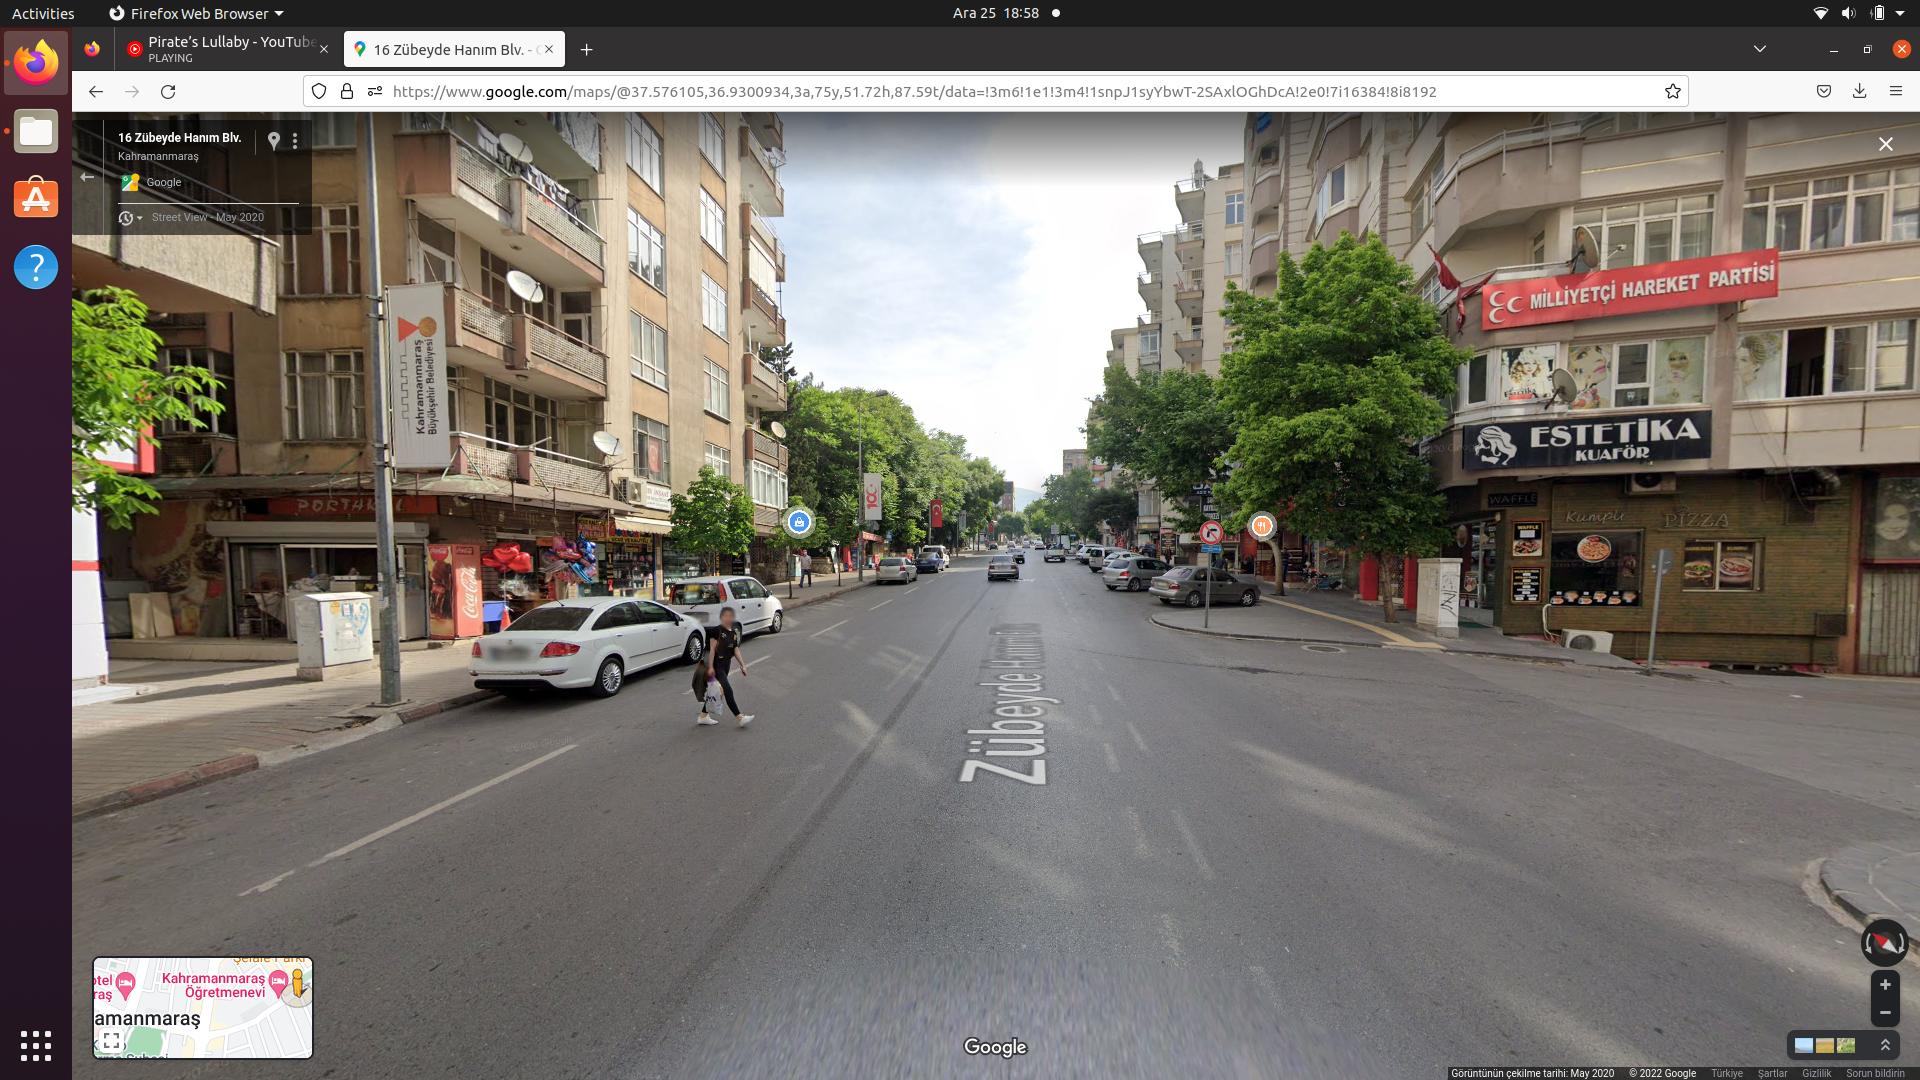 Activities
Firefox Web Browser
Ara 25 18:58
Pirate's Lullaby - YouTube
PLAYING
16 Zübeyde Hanım Blv. -
https://www.google.com/maps/@37.576105,36.9300934,3a,75y,51.72h,87.59t/data=!3m6!1e1!3m4!1snpJ1syYbwT-2SAxlOGhDcA!2e0!7i16384!8i8192
16 Zübeyde Hanım Blv.
Kahramanmaraş
Google
Street View - May 2020
Kahramanmaraş
Büyükşehir Belediyesi
MİLLİYETÇİ HAREKET PARTİSİ
ESTETİKA
KUAFÖR
PORTAKAL
WAFFLE
Kumpir
PİZZA
WAFFLE
Coca-Cola
Zübeyde Hanım
Kahramanmaraş
Öğretmenevi
amanmaraş
Google
Görüntünün çekilme tarihi: May 2020
© 2022 Google
Türkiye
Şartlar
Gizlilik
Sorun bildirin